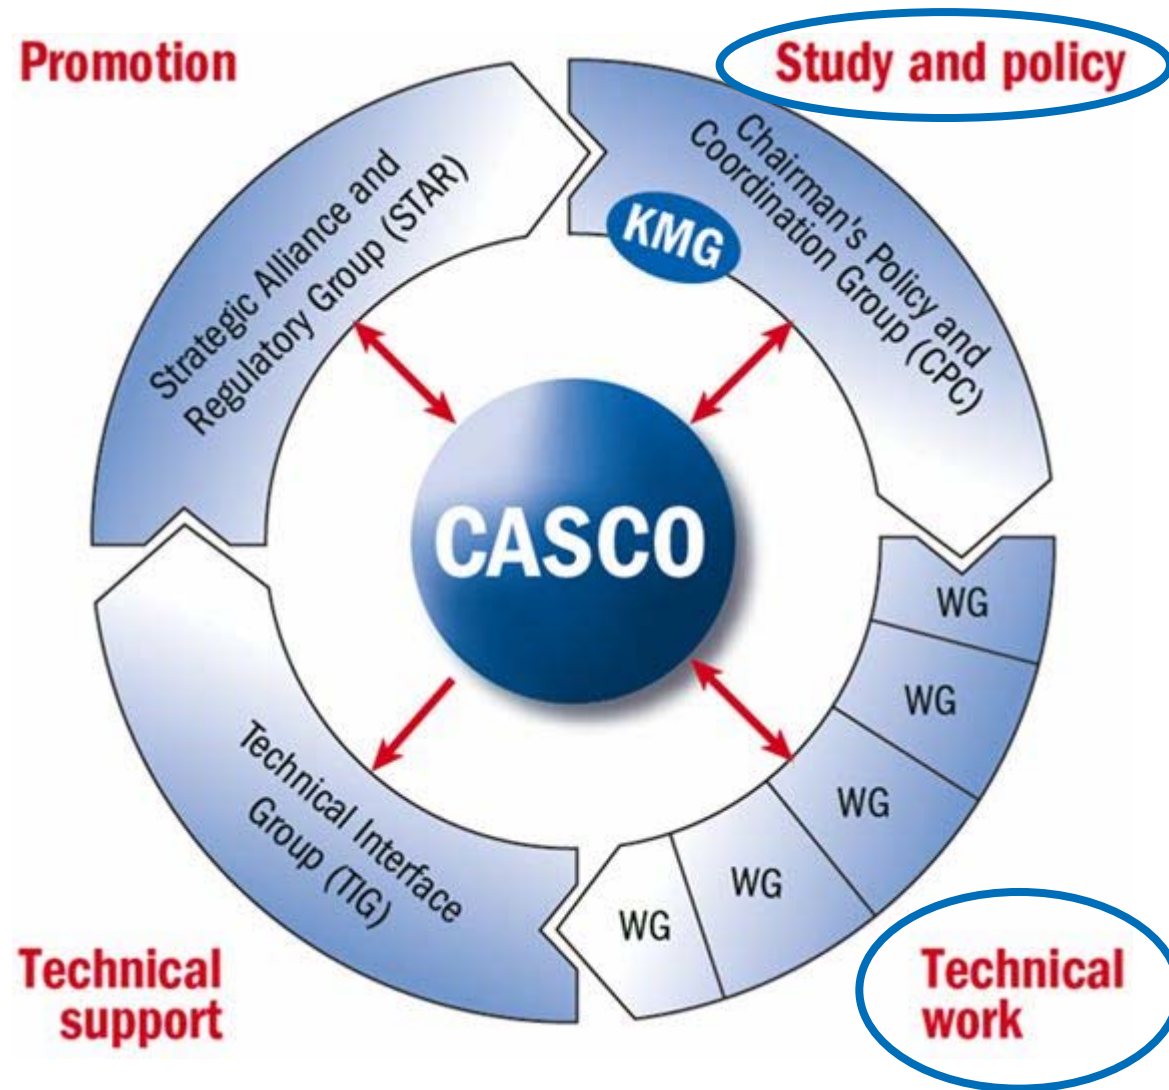 Promotion
Study and policy
Strategic Alliance and
Regulatory Group (STAR)
Chairman's Policy and
Coordination Group (CPC)
KMG
CASCO
WG
WG
WG
WG
WG
Technical Interface
Group (TIG)
Technical
support
Technical
work